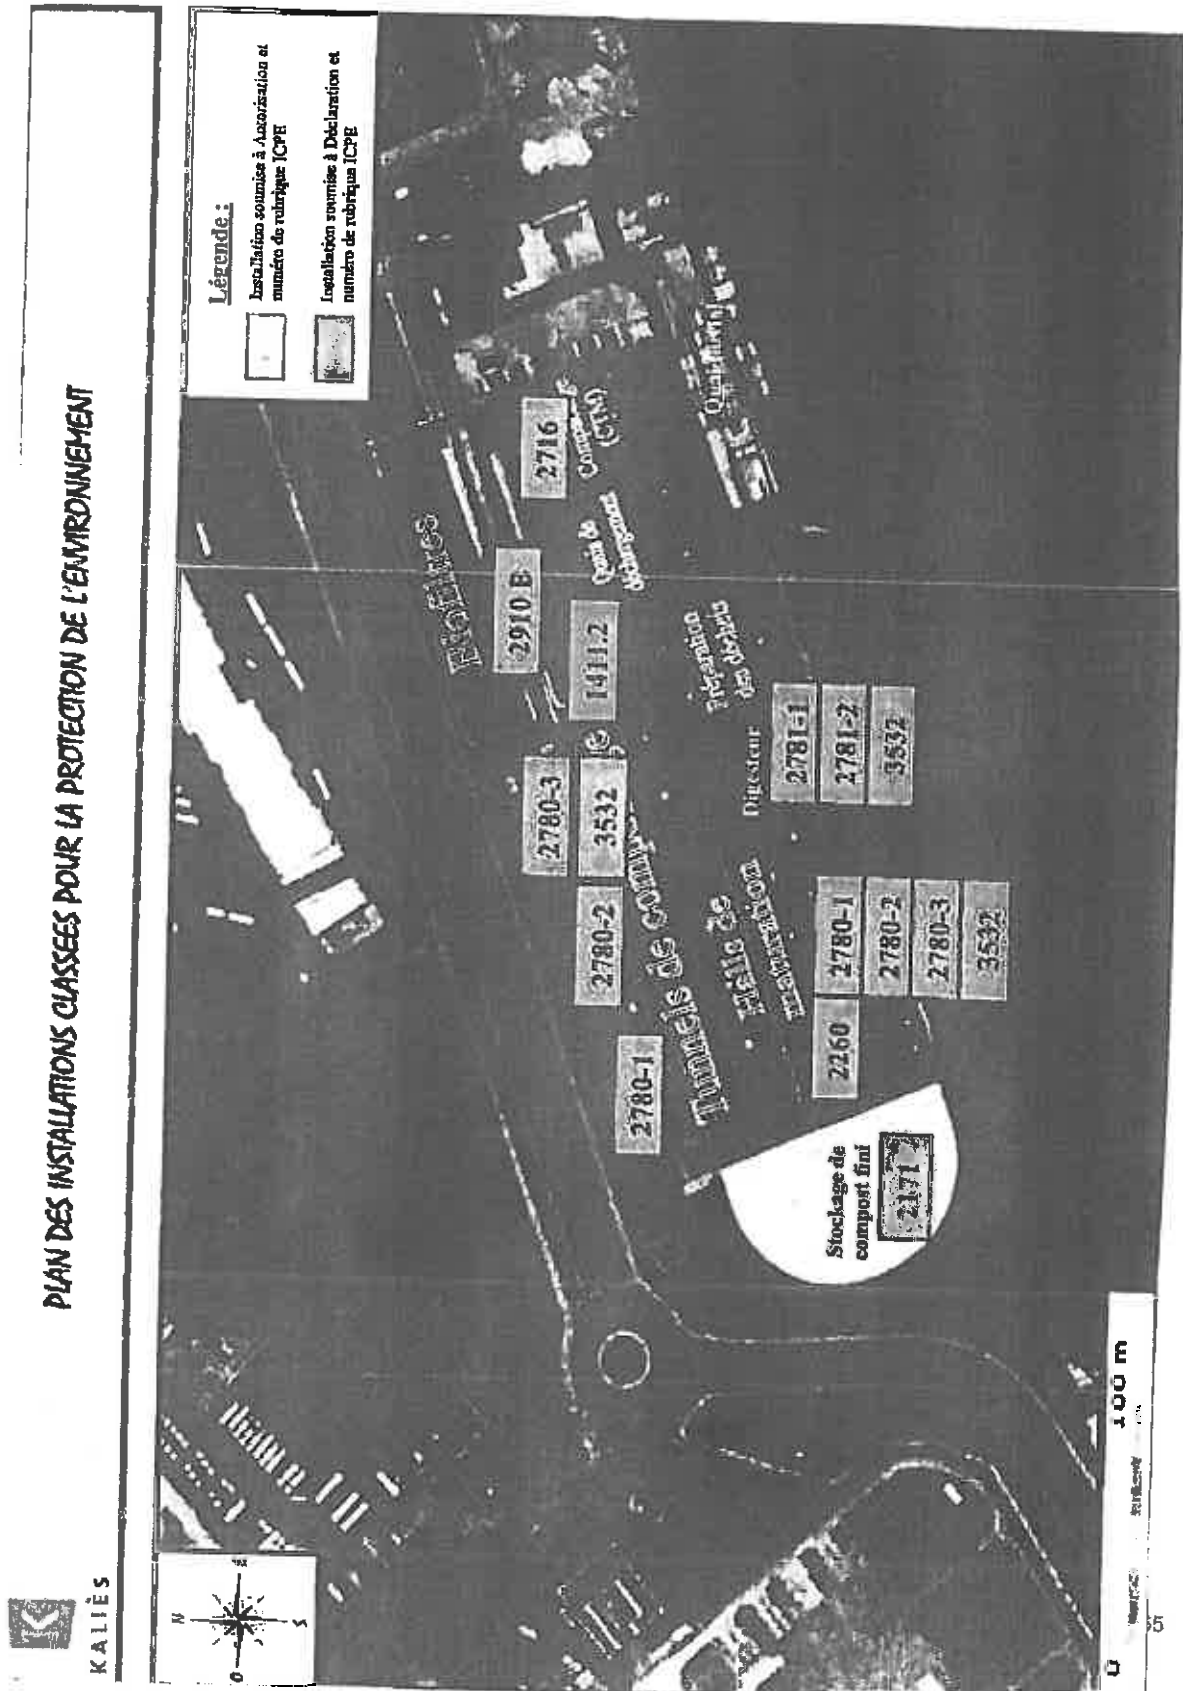 KALIÈS
PLAN DES INSTALLATIONS CLASSEES POUR LA PROTECTION DE L'ENVIRONNEMENT
Légende :
Installation soumise à Autorisation et
numéro de rubrique ICPE
Installation soumise à Déclaration et
numéro de rubrique ICPE
N
O
S
Biofiltres
2716
2910 B
1411.2
Quais de
déchargement
(CTM)
Quai fluvial
2780-3
3532
2780-2
2780-1
Tunnels de
Préparation
des déchets
Digesteur
2781-1
2781-2
3532
Halle de
maturation
2260
2780-1
2780-2
2780-3
3532
Stockage de
compost fini
2171
0
100 m